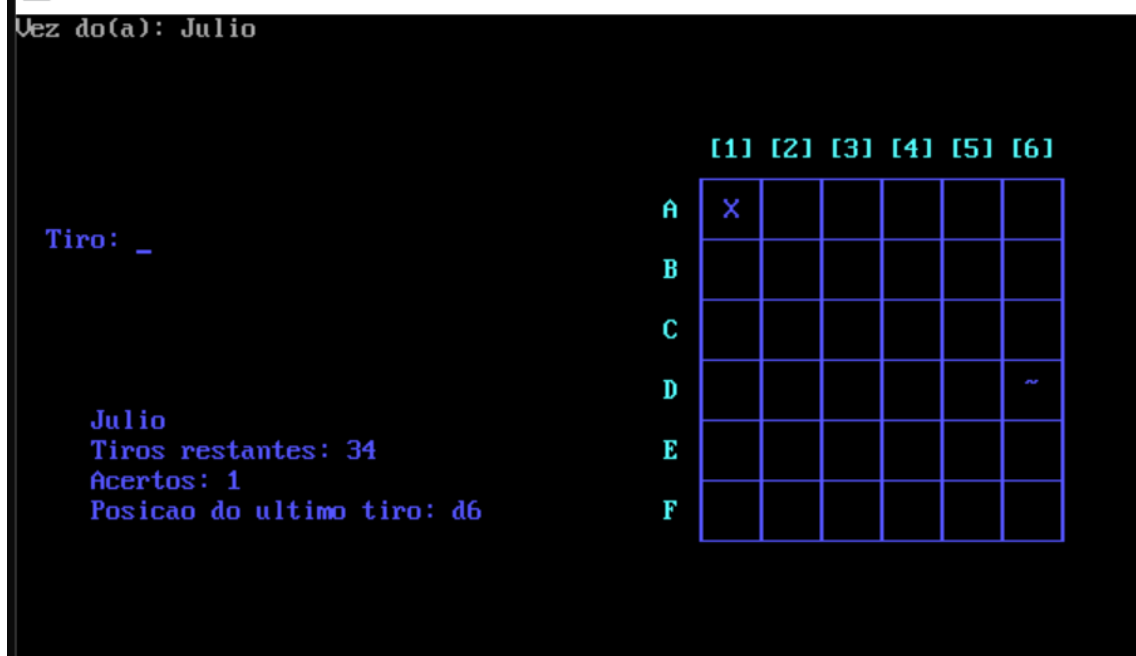 Vez do(a): Julio
[1] [2] [3] [4] [5] [6]
A X
Tiro: _
B
C
D ~
Julio
Tiros restantes: 34
E
Acertos: 1
Posicao do ultimo tiro: d6
F